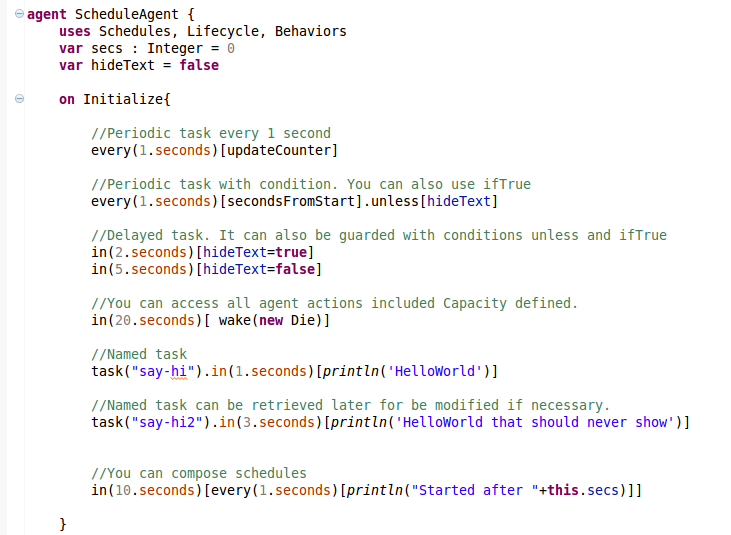 agent ScheduleAgent {
uses Schedules, Lifecycle, Behaviors
var secs : Integer = 0
var hideText = false
on Initialize{
//Periodic task every 1 second
every(1.seconds)[updateCounter]
//Periodic task with condition. You can also use ifTrue
every(1.seconds)[secondsFromStart].unless[hideText]
//Delayed task. It can also be guarded with conditions unless and ifTrue
in(2.seconds)[hideText=true]
in(5.seconds)[hideText=false]
//You can access all agent actions included Capacity defined.
in(20.seconds)[ wake(new Die)]
//Named task
task("say-hi").in(1.seconds)[println('HelloWorld')]
//Named task can be retrieved later for be modified if necessary.
task("say-hi2").in(3.seconds)[println('HelloWorld that should never show')]
//You can compose schedules
in(10.seconds)[every(1.seconds)[println("Started after "+this.secs)]]
}